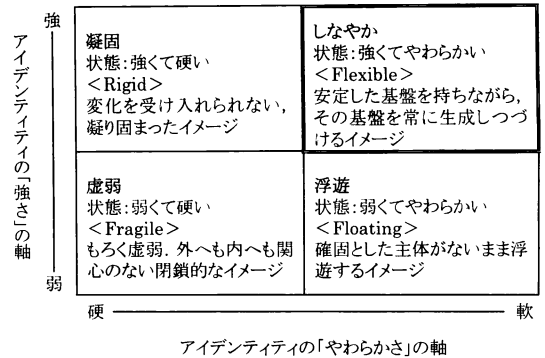 強
アイデンティティの「強さ」の軸
弱
凝固
状態：強くて硬い
＜Rigid＞
変化を受け入れられない，
凝り固まったイメージ
しなやか
状態：強くてやわらかい
＜Flexible＞
安定した基盤を持ちながら，
その基盤を常に生成しつづ
けるイメージ
虚弱
状態：弱くて硬い
＜Fragile＞
もろく虚弱．外へも内へも関
心のない閉鎖的なイメージ
浮遊
状態：弱くてやわらかい
＜Floating＞
確固とした主体がないまま浮
遊するイメージ
硬
軟
アイデンティティの「やわらかさ」の軸